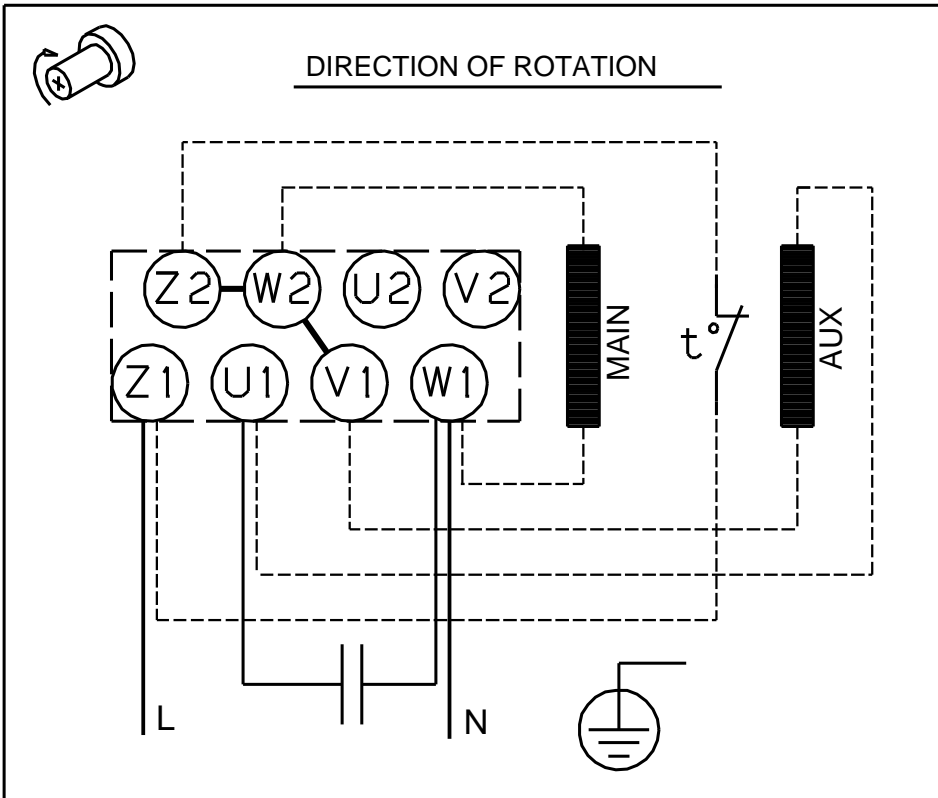 DIRECTION OF ROTATION
Z2 W2 U2 V2
Z1 U1 V1 W1
MAIN
t°
AUX
L
N